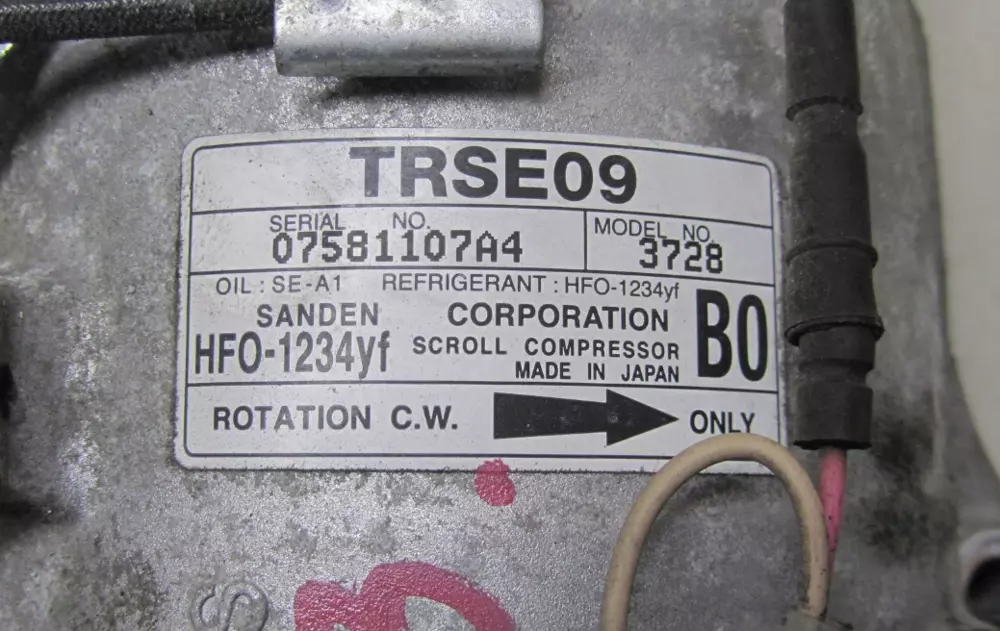 TRSE09
SERIAL NO. MODEL NO.
07581107A4 3728
OIL : SE-A1 REFRIGERANT : HFO-1234yf
SANDEN CORPORATION
HFO-1234yf SCROLL COMPRESSOR B0
MADE IN JAPAN
ROTATION C.W. ONLY